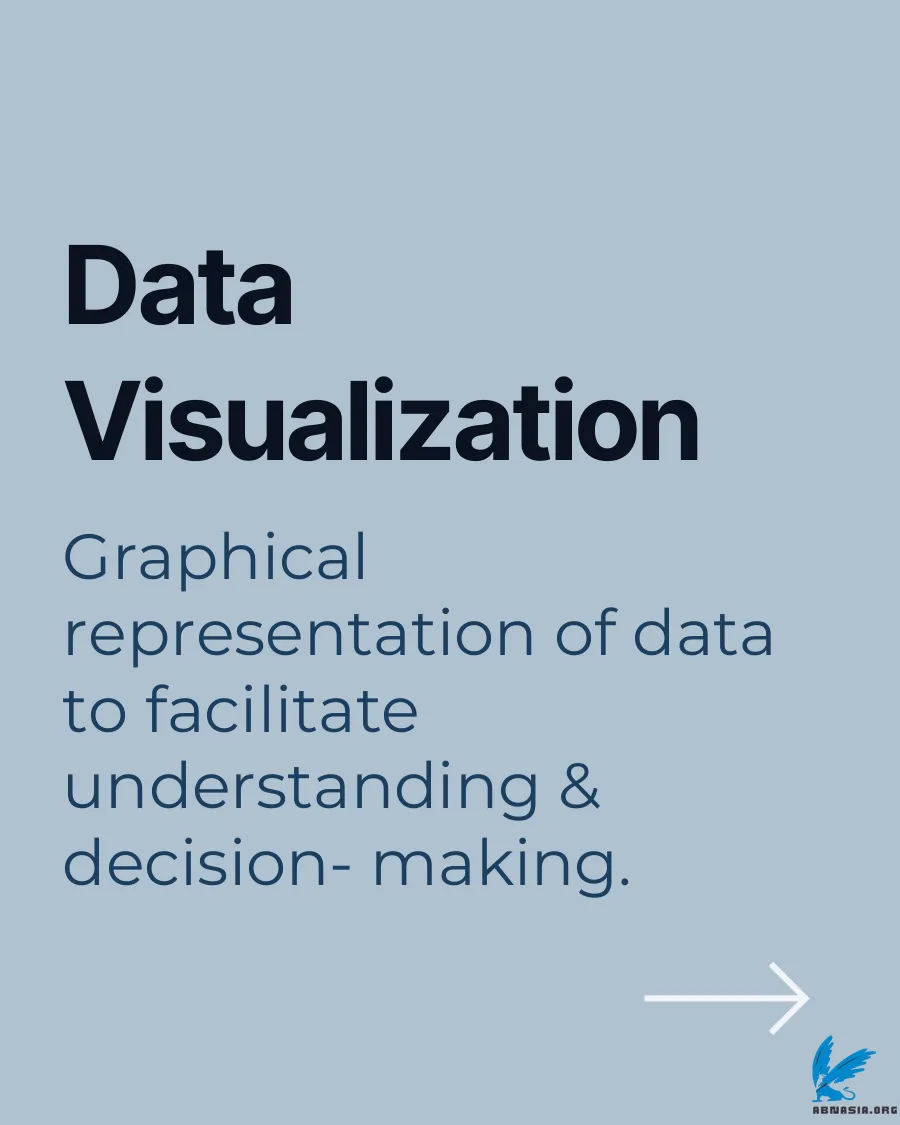 Data
Visualization
Graphical
representation of data
to facilitate
understanding &
decision- making.
ABNASIA.ORG